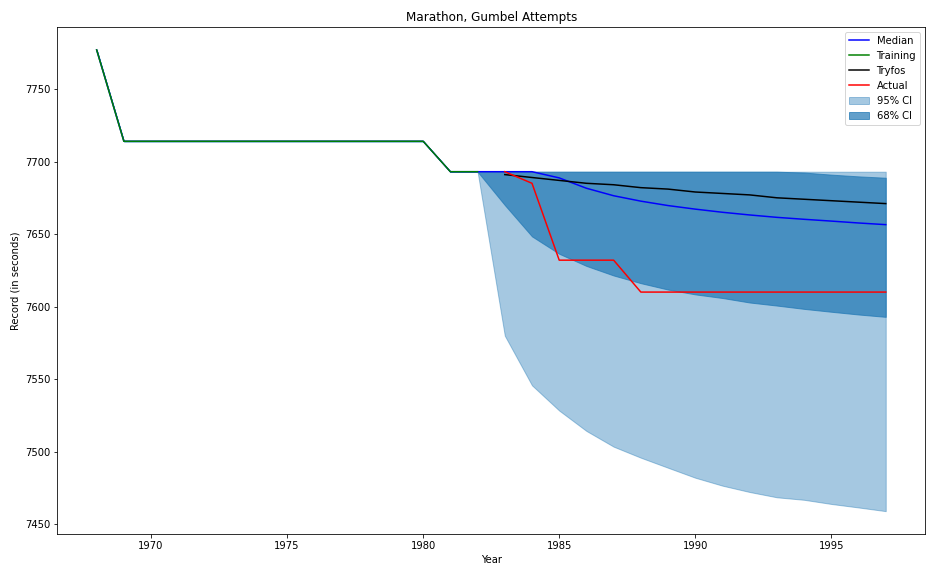 Marathon, Gumbel Attempts
Median
Training
Tryfos
Actual
95% CI
68% CI
Record (in seconds)
7750
7700
7650
7600
7550
7500
7450
1970 1975 1980 1985 1990 1995
Year